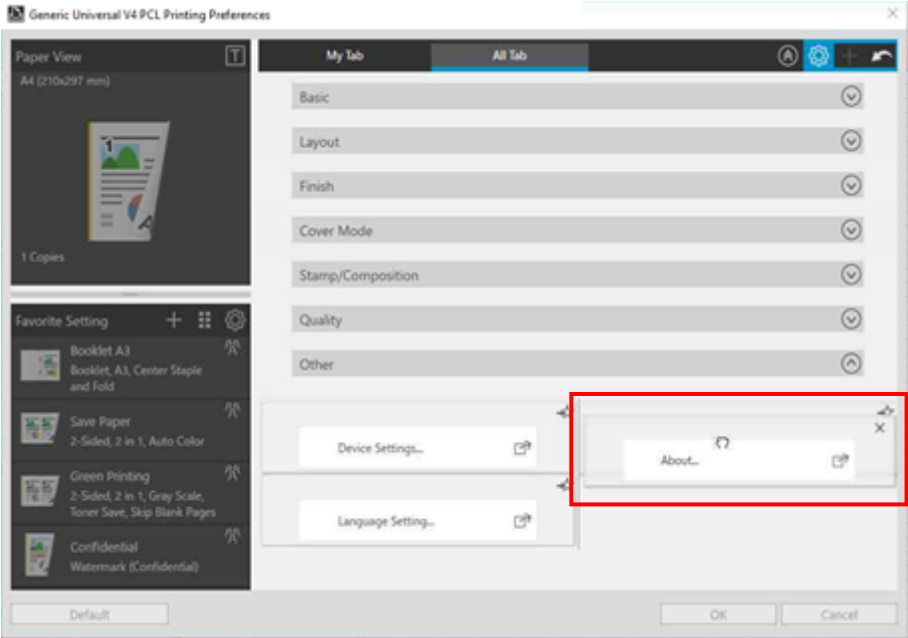 Generic Universal V4 PCL Printing Preferences
Paper View
T
My Tab
All Tab
A4 (210x297 mm)
1
A
1 Copies
Basic
Layout
Finish
Cover Mode
Stamp/Composition
Quality
Other
Favorite Setting
Booklet A3
Booklet, A3, Center Staple
and Fold
Save Paper
2-Sided, 2 in 1, Auto Color
Green Printing
2-Sided, 2 in 1, Gray Scale,
Toner Save, Skip Blank Pages
Confidential
Watermark (Confidential)
Device Settings...
About...
Language Setting...
Default
OK
Cancel